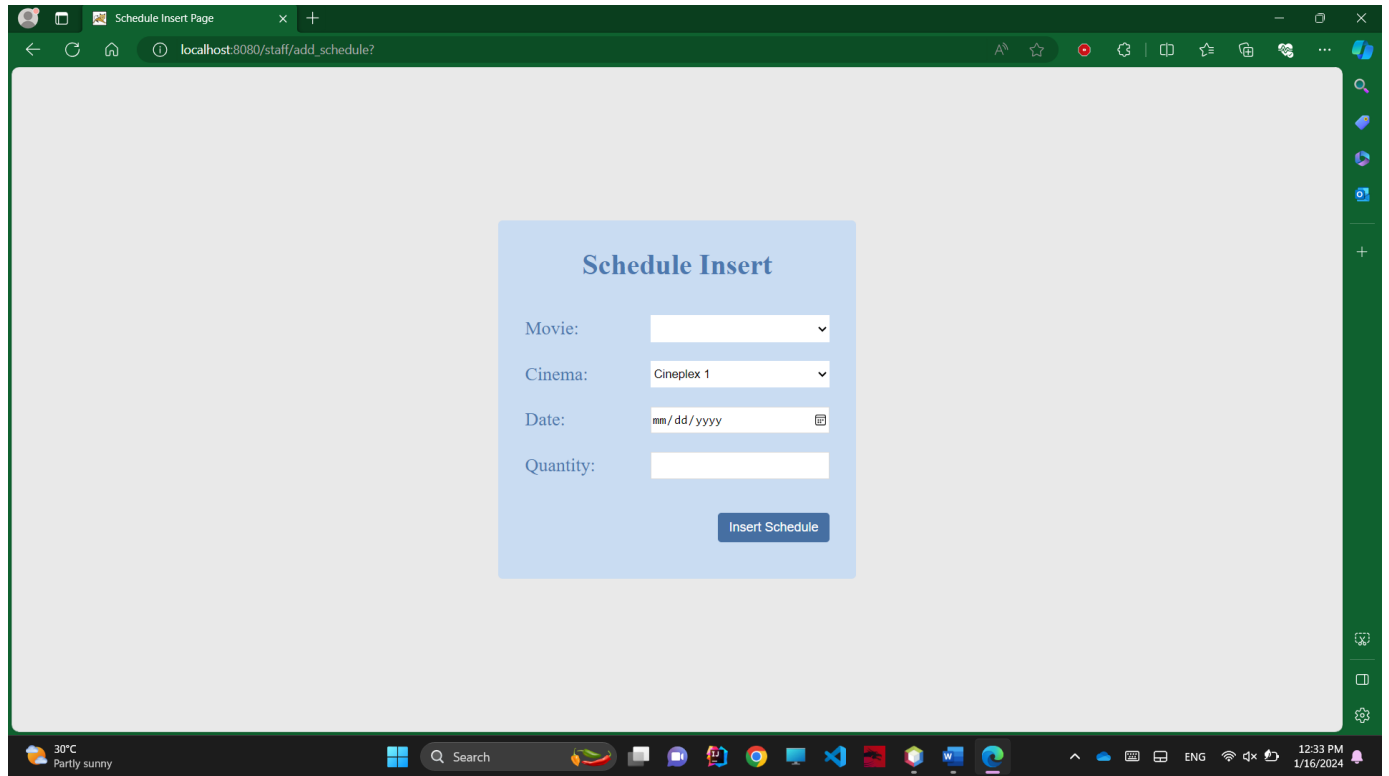 Schedule Insert Page
localhost:8080/staff/add_schedule?
Schedule Insert
Movie:
Cinema: Cineplex 1
Date: mm/dd/yyyy
Quantity:
Insert Schedule
30°C
Partly sunny
Search
ENG
12:33 PM
1/16/2024